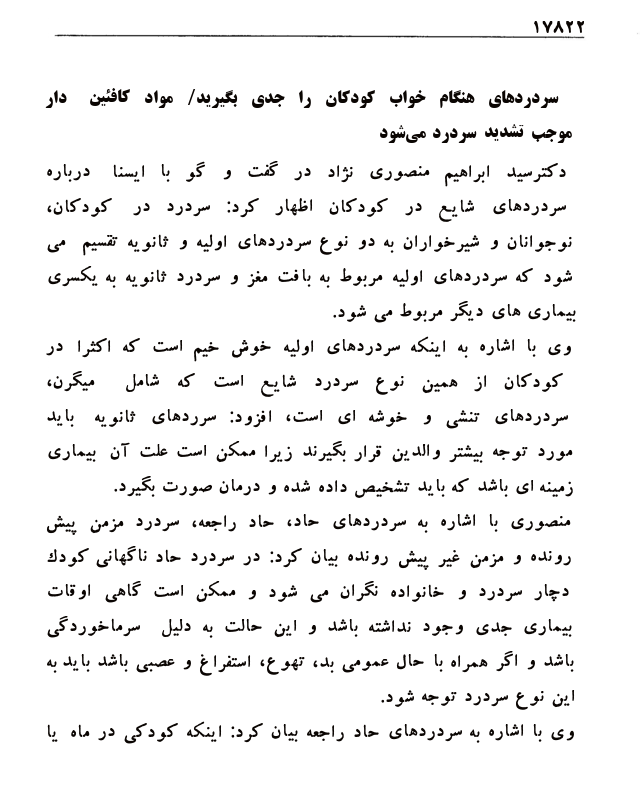 ۱۷۸۲۲
سردردهای هنگام خواب کودکان را جدی بگیرید/ مواد کافئین دار
موجب تشدید سردرد می‌شود
دکترسید ابراهیم منصوری نژاد در گفت و گو با ایسنا درباره
سردردهای شایع در کودکان اظهار کرد: سردرد در کودکان،
نوجوانان و شیرخواران به دو نوع سردردهای اولیه و ثانویه تقسیم می
شود که سردردهای اولیه مربوط به بافت مغز و سردرد ثانویه به یکسری
بیماری های دیگر مربوط می شود.
وی با اشاره به اینکه سردردهای اولیه خوش خیم است که اکثرا در
کودکان از همین نوع سردرد شایع است که شامل میگرن،
سردردهای تنشی و خوشه ای است، افزود: سرردهای ثانویه باید
مورد توجه بیشتر والدین قرار بگیرند زیرا ممکن است علت آن بیماری
زمینه ای باشد که باید تشخیص داده شده و درمان صورت بگیرد.
منصوری با اشاره به سردردهای حاد، حاد راجعه، سردرد مزمن پیش
رونده و مزمن غیر پیش رونده بیان کرد: در سردرد حاد ناگهانی کودك
دچار سردرد و خانواده نگران می شود و ممکن است گاهی اوقات
بیماری جدی وجود نداشته باشد و این حالت به دلیل سرماخوردگی
باشد و اگر همراه با حال عمومی بد، تهوع، استفراغ و عصبی باشد باید به
این نوع سردرد توجه شود.
وی با اشاره به سردردهای حاد راجعه بیان کرد: اینکه کودکی در ماه یا